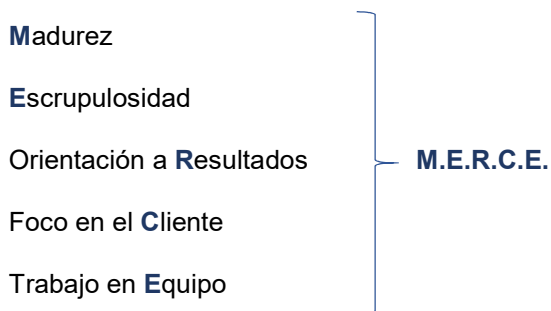 Madurez
Escrupulosidad
Orientación a Resultados
M.E.R.C.E.
Foco en el Cliente
Trabajo en Equipo